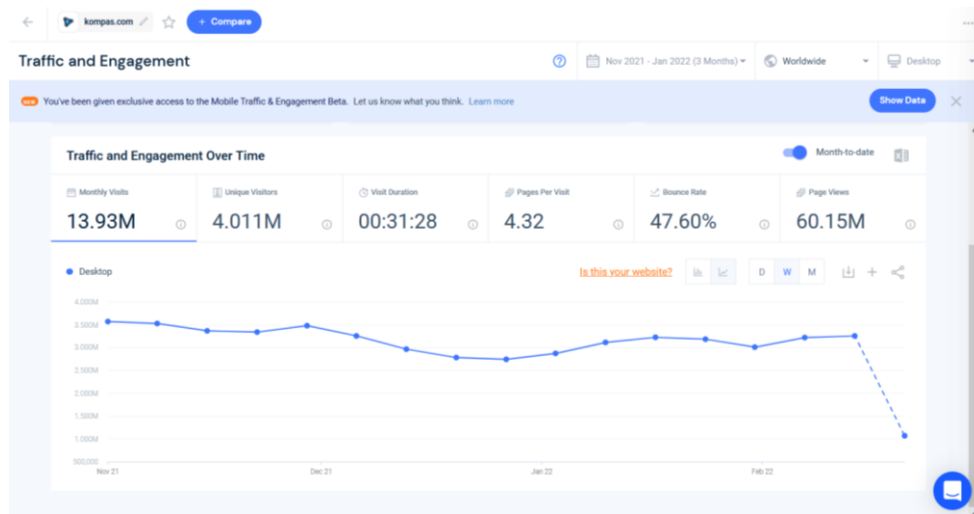 kompas.com
+ Compare
Traffic and Engagement
Nov 2021 - Jan 2022 (3 Months)
Worldwide
Desktop
NEW
You've been given exclusive access to the Mobile Traffic & Engagement Beta. Let us know what you think. Learn more
Show Data
Traffic and Engagement Over Time
Month-to-date
Monthly Visits
13.93M
Unique Visitors
4.011M
Visit Duration
00:31:28
Pages Per Visit
4.32
Bounce Rate
47.60%
Page Views
60.15M
Desktop
Is this your website?
D W M
4.000M
3.500M
3.000M
2.500M
2.000M
1.500M
1.000M
500,000
Nov 21 Dec 21 Jan 22 Feb 22